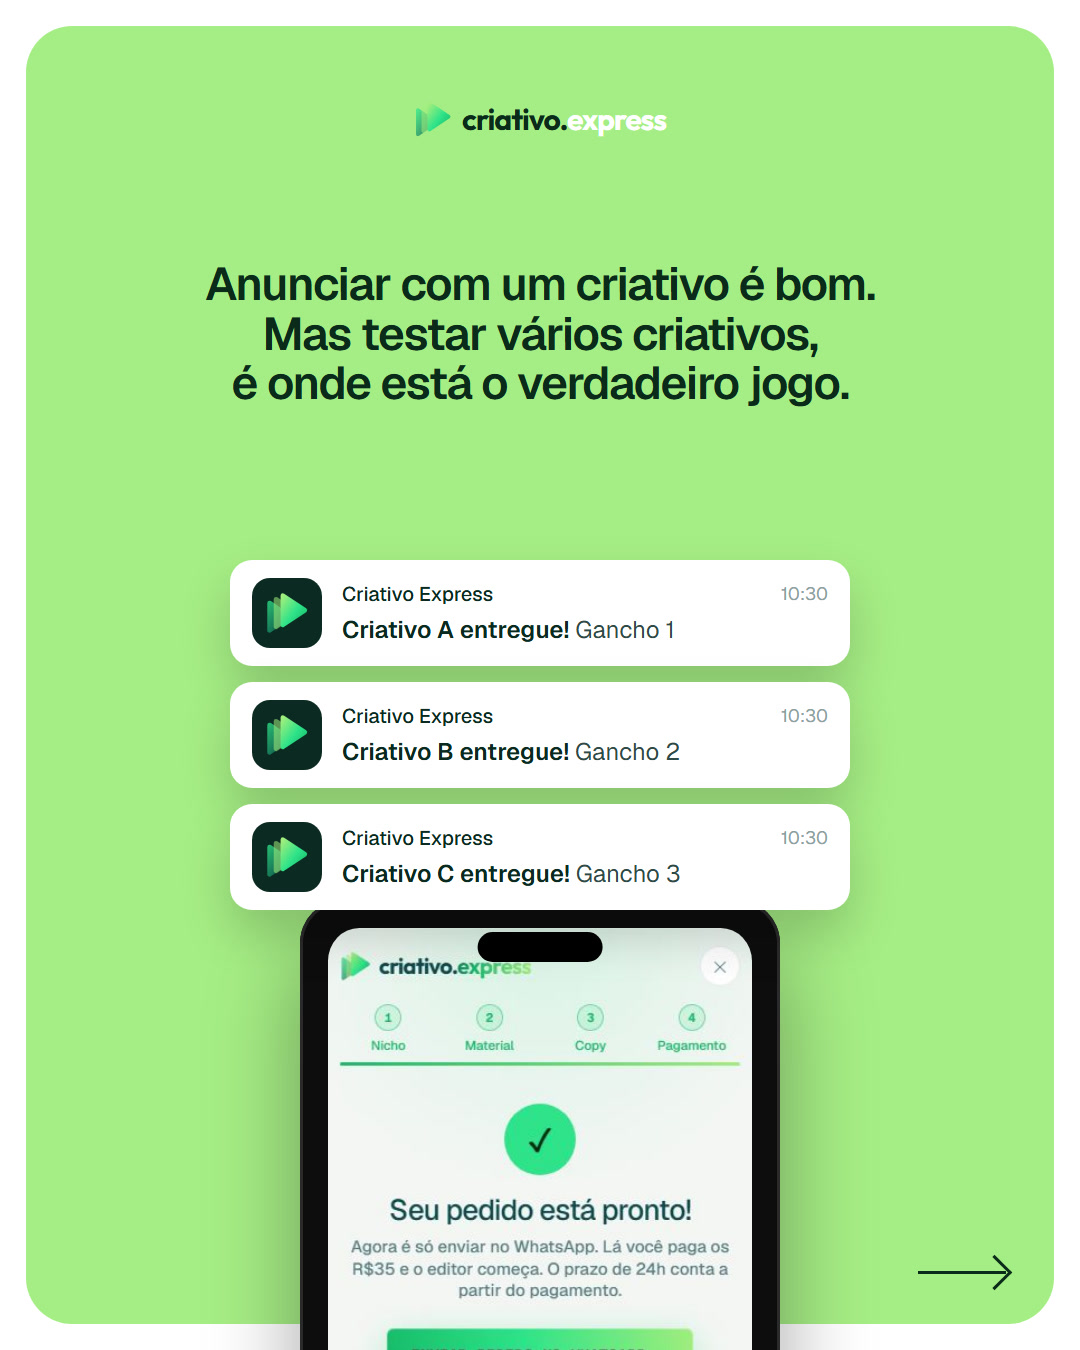 criativo.express
Anunciar com um criativo é bom.
Mas testar vários criativos,
é onde está o verdadeiro jogo.
Criativo Express 10:30
Criativo A entregue! Gancho 1
Criativo Express 10:30
Criativo B entregue! Gancho 2
Criativo Express 10:30
Criativo C entregue! Gancho 3
criativo.express
1 2 3 4
Nicho Material Copy Pagamento
Seu pedido está pronto!
Agora é só enviar no WhatsApp. Lá você paga os
R$35 e o editor começa. O prazo de 24h conta a
partir do pagamento.